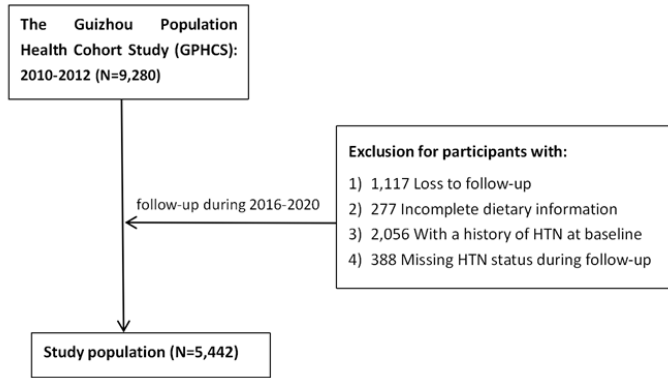 The Guizhou Population
Health Cohort Study (GPHCS):
2010-2012 (N=9,280)
Exclusion for participants with:
1) 1,117 Loss to follow-up
2) 277 Incomplete dietary information
3) 2,056 With a history of HTN at baseline
4) 388 Missing HTN status during follow-up
follow-up during 2016-2020
Study population (N=5,442)